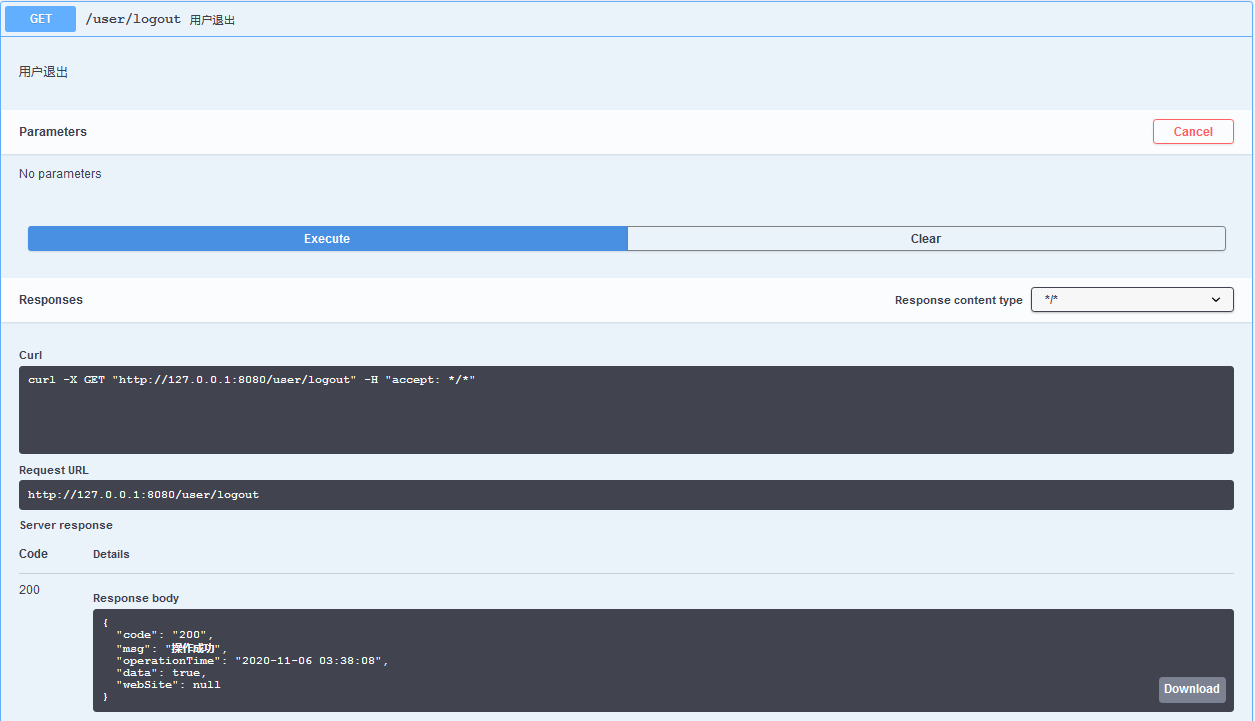 GET /user/logout 用户退出
用户退出
Parameters Cancel
No parameters
Execute Clear
Responses Response content type */*
Curl
curl -X GET "http://127.0.0.1:8080/user/logout" -H "accept: */*"
Request URL
http://127.0.0.1:8080/user/logout
Server response
Code Details
200
Response body
{
  "code": "200",
  "msg": "操作成功",
  "operationTime": "2020-11-06 03:38:08",
  "data": true,
  "webSite": null
}
Download